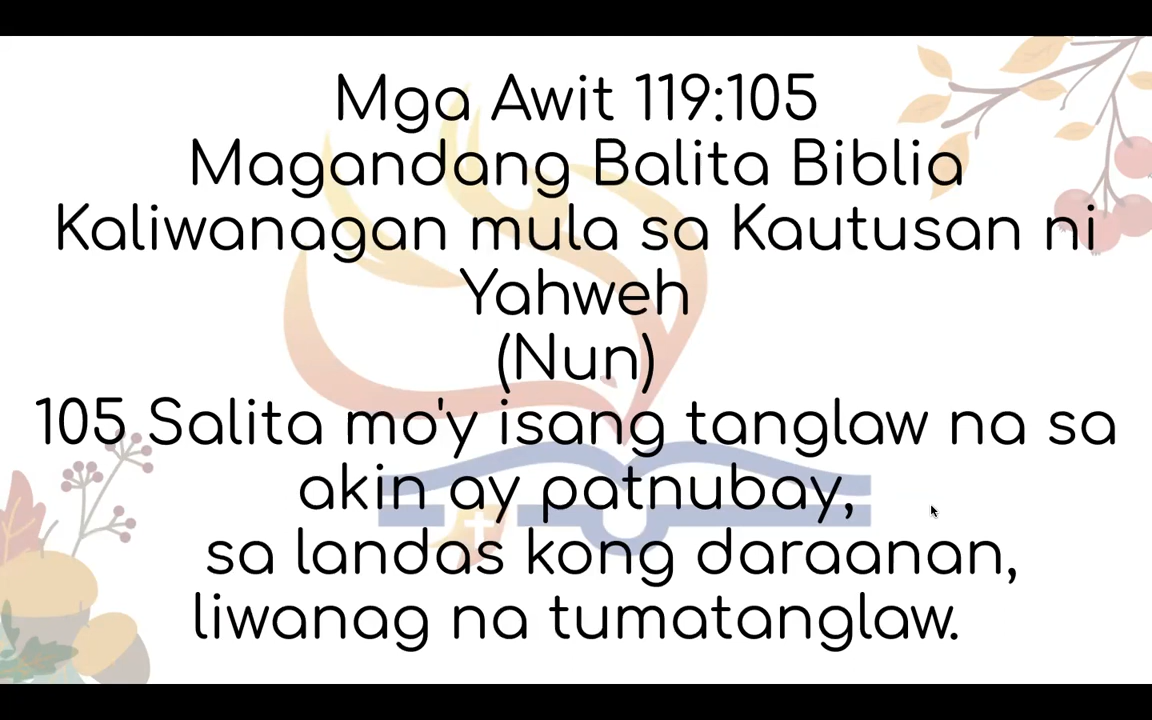 Mga Awit 119:105
Magandang Balita Biblia
Kaliwanagan mula sa Kautusan ni
Yahweh
(Nun)
105 Salita mo'y isang tanglaw na sa
akin ay patnubay,
sa landas kong daraanan,
liwanag na tumatanglaw.